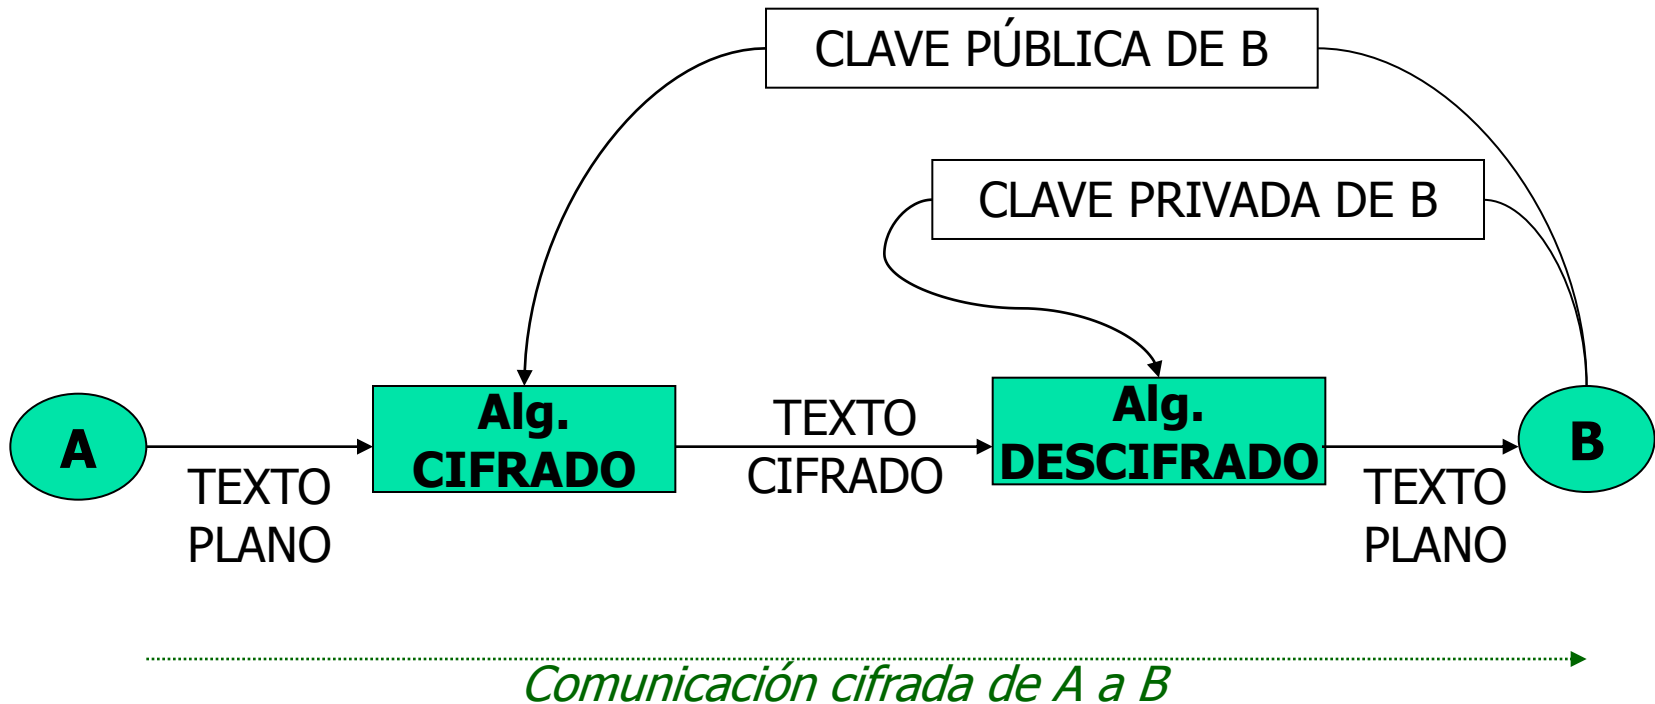 CLAVE PÚBLICA DE B
CLAVE PRIVADA DE B
A
TEXTO
PLANO
Alg.
CIFRADO
TEXTO
CIFRADO
Alg.
DESCIFRADO
TEXTO
PLANO
B
Comunicación cifrada de A a B